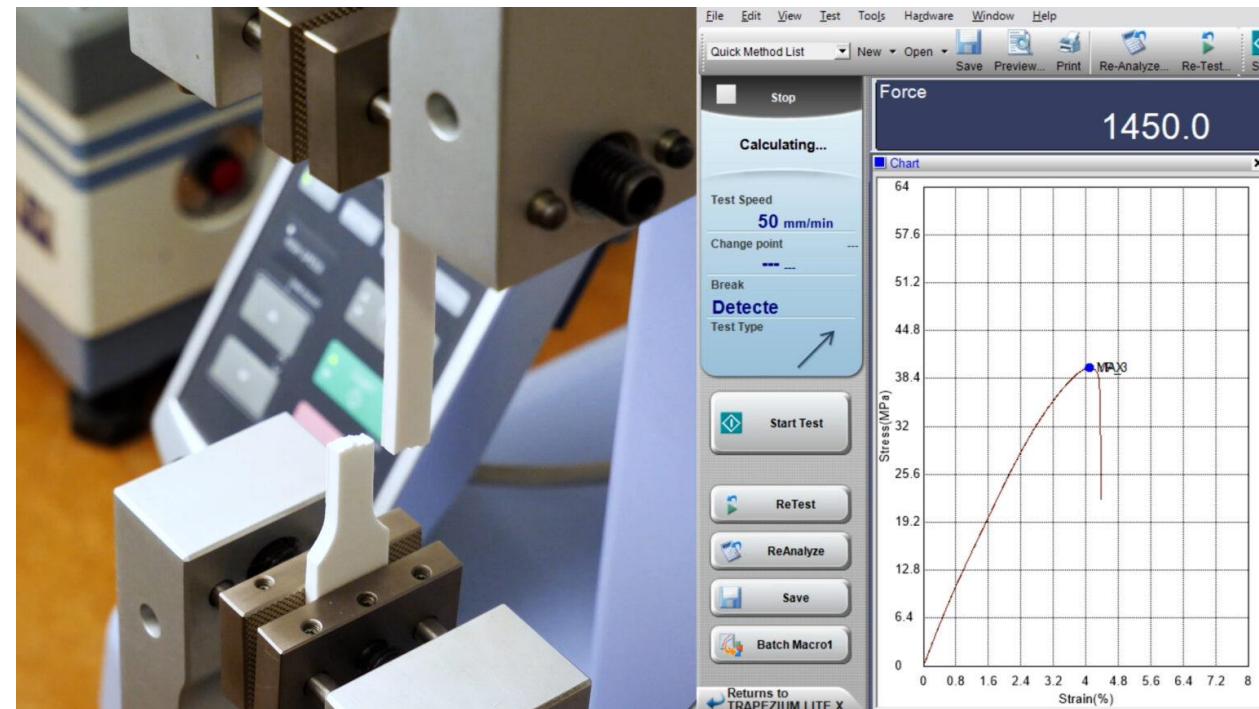 File Edit View Test Tools Hardware Window Help
Quick Method List New Open Save Preview... Print Re-Analyze... Re-Test...
Stop
Calculating...
Test Speed
50 mm/min
Change point ---
--- ---
Break
Detecte
Test Type
Start Test
ReTest
ReAnalyze
Save
Batch Macro1
Returns to
TRAPEZIUM LITE X
Force
1450.0
Chart
64
57.6
51.2
44.8
38.4
32
25.6
19.2
12.8
6.4
0
Stress(MPa)
0 0.8 1.6 2.4 3.2 4 4.8 5.6 6.4 7.2 8
Strain(%)